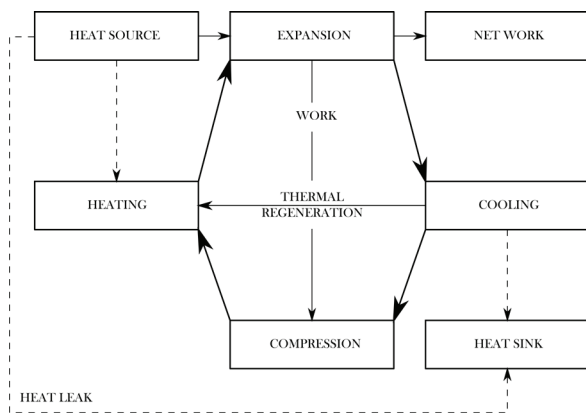 HEAT SOURCE
EXPANSION
NET WORK
WORK
HEATING
THERMAL
REGENERATION
COOLING
COMPRESSION
HEAT SINK
HEAT LEAK